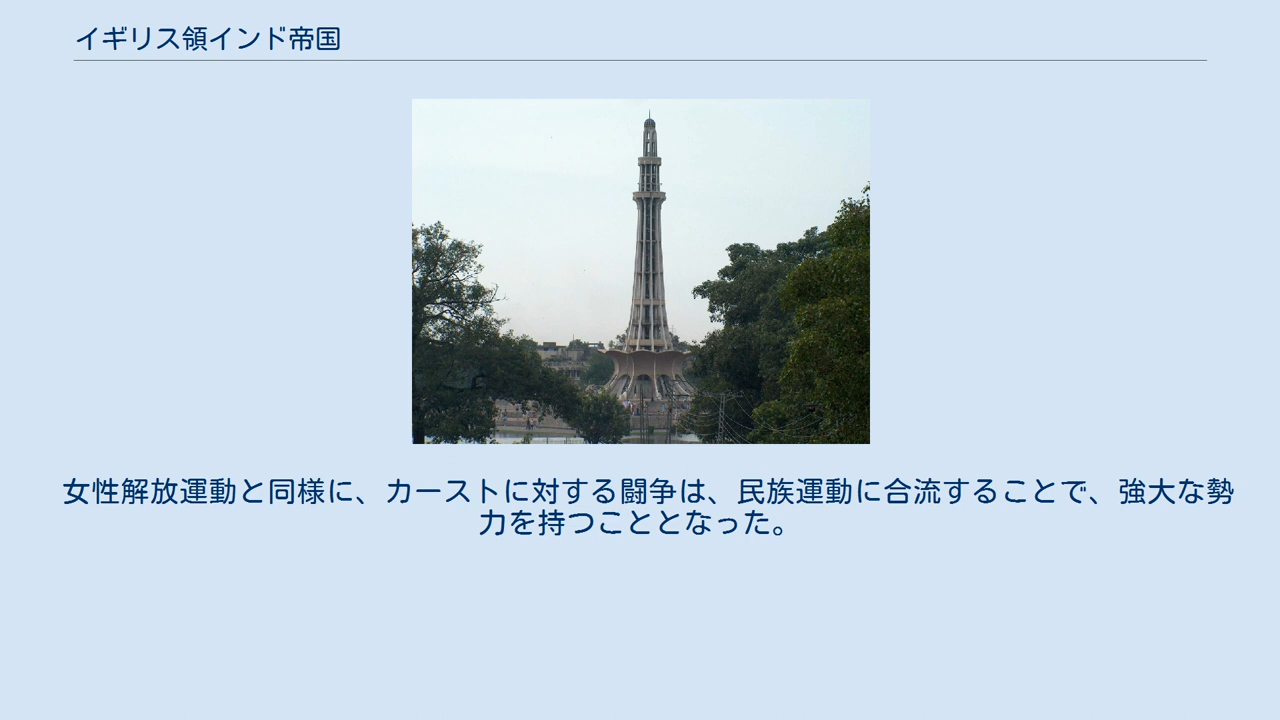 イギリス領インド帝国
女性解放運動と同様に、カーストに対する闘争は、民族運動に合流することで、強大な勢
力を持つこととなった。